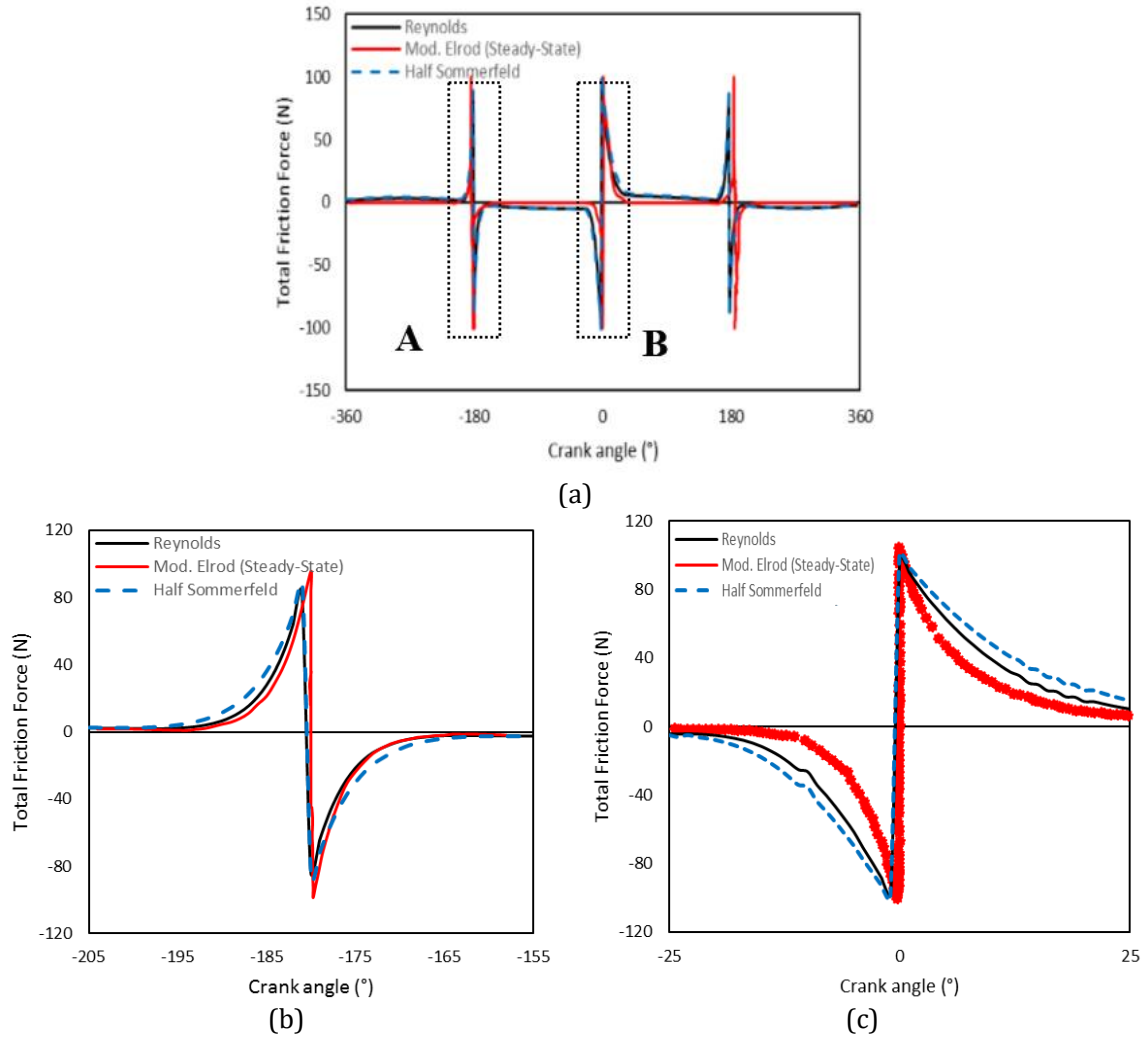 150
Reynolds
Mod. Elrod (Steady-State)
100
Half Sommerfeld
50
Total Friction Force (N)
0
-50
A
B
-100
-150
-360
-180
0
180
360
Crank angle (°)
(a)
120
Reynolds
Mod. Elrod (Steady-State)
80
Half Sommerfeld
40
Total Friction Force (N)
0
-40
-80
-120
-205
-195
-185
-175
-165
-155
Crank angle (°)
(b)
120
Reynolds
Mod. Elrod (Steady-State)
80
Half Sommerfeld
40
Total Friction Force (N)
0
-40
-80
-120
-25
0
25
Crank angle (°)
(c)